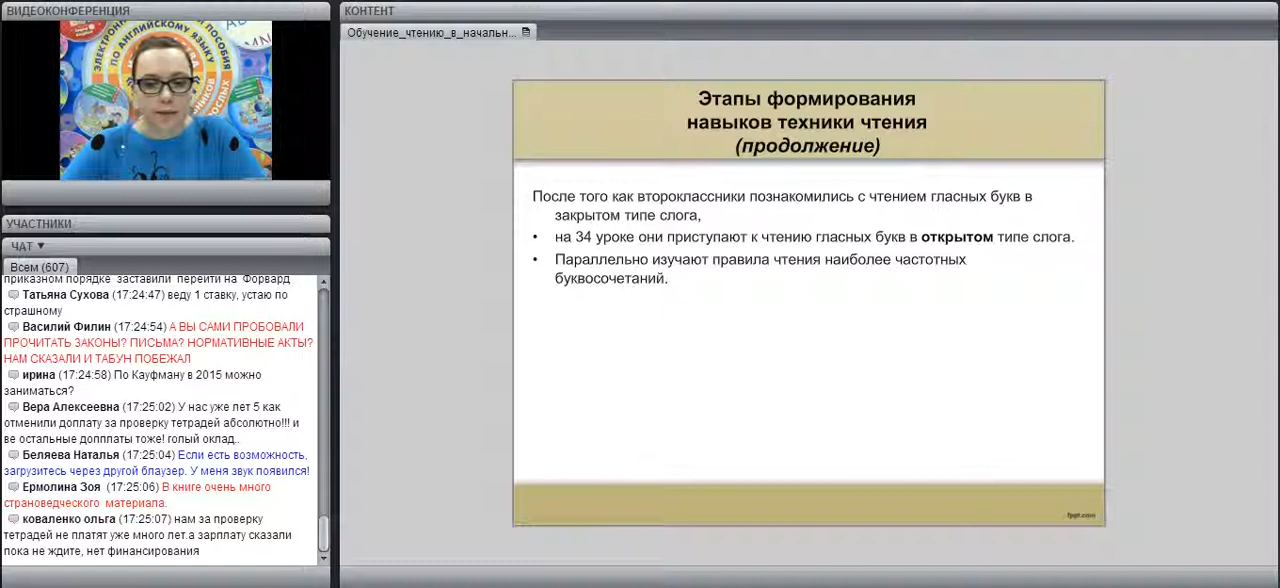 ВИДЕОКОНФЕРЕНЦИЯ
ЭЛЕКТРОННЫЕ ПОСОБИЯ
ПО АНГЛИЙСКОМУ ЯЗЫКУ
УЧАСТНИКИ
ЧАТ ▼
Всем (607)
приказном порядке заставили перейти на Форвард
Татьяна Сухова (17:24:47) веду 1 ставку, устаю по
страшному
Василий Филин (17:24:54) А ВЫ САМИ ПРОБОВАЛИ
ПРОЧИТАТЬ ЗАКОНЫ? ПИСЬМА? НОРМАТИВНЫЕ АКТЫ?
НАМ СКАЗАЛИ И ТАБУН ПОБЕЖАЛ
ирина (17:24:58) По Кауфману в 2015 можно
заниматься?
Вера Алексеевна (17:25:02) У нас уже лет 5 как
отменили доплату за проверку тетрадей абсолютно!!! и
ве остальные допплаты тоже! голый оклад..
Беляева Наталья (17:25:04) Если есть возможность,
загрузитесь через другой блаузер. У меня звук появился!
Ермолина Зоя (17:25:06) В книге очень много
страноведческого материала.
коваленко ольга (17:25:07) нам за проверку
тетрадей не платят уже много лет.а зарплату сказали
пока не ждите, нет финансирования
КОНТЕНТ
Обучение_чтению_в_начальн...
Этапы формирования
навыков техники чтения
(продолжение)
После того как второклассники познакомились с чтением гласных букв в
закрытом типе слога,
• на 34 уроке они приступают к чтению гласных букв в открытом типе слога.
• Параллельно изучают правила чтения наиболее частотных
буквосочетаний.
fppt.com